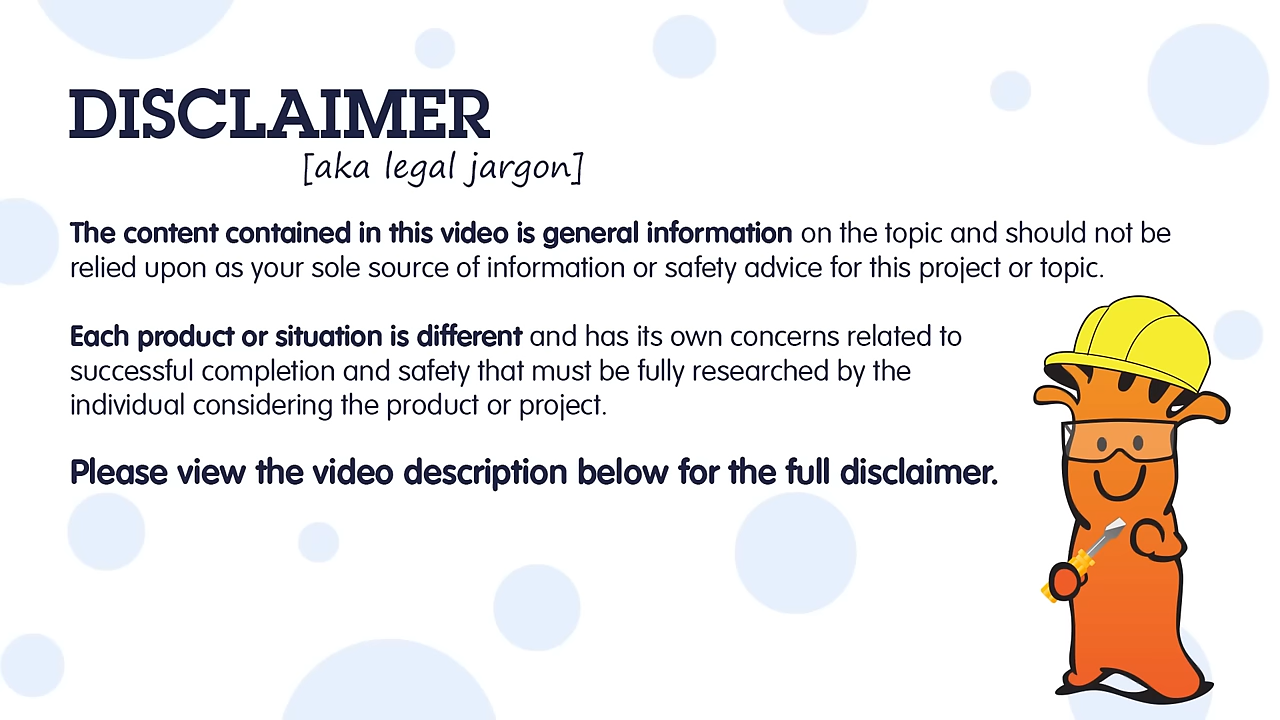 DISCLAIMER
[aka legal jargon]
The content contained in this video is general information on the topic and should not be
relied upon as your sole source of information or safety advice for this project or topic.
Each product or situation is different and has its own concerns related to
successful completion and safety that must be fully researched by the
individual considering the product or project.
Please view the video description below for the full disclaimer.